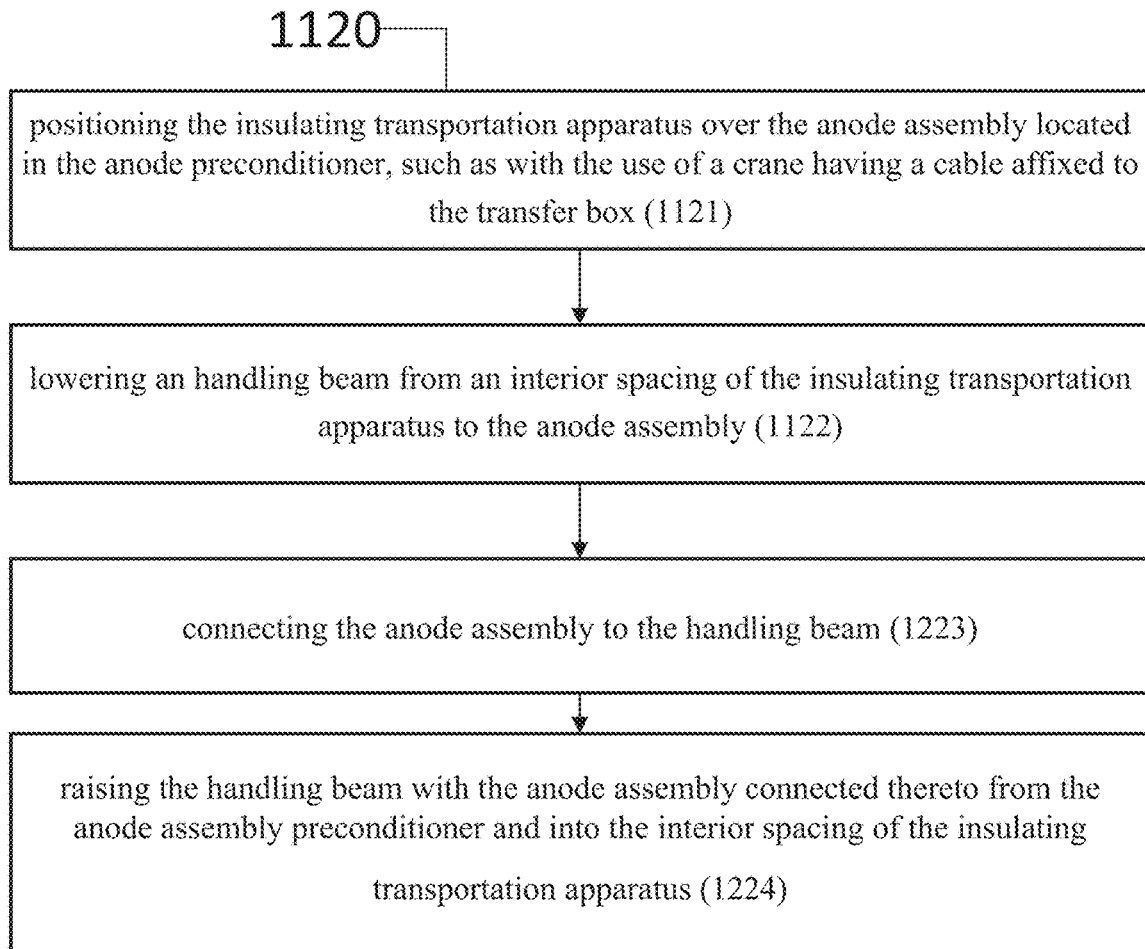 1120
positioning the insulating transportation apparatus over the anode assembly located
in the anode preconditioner, such as with the use of a crane having a cable affixed to
the transfer box (1121)
lowering an handling beam from an interior spacing of the insulating transportation
apparatus to the anode assembly (1122)
connecting the anode assembly to the handling beam (1223)
raising the handling beam with the anode assembly connected thereto from the
anode assembly preconditioner and into the interior spacing of the insulating
transportation apparatus (1224)